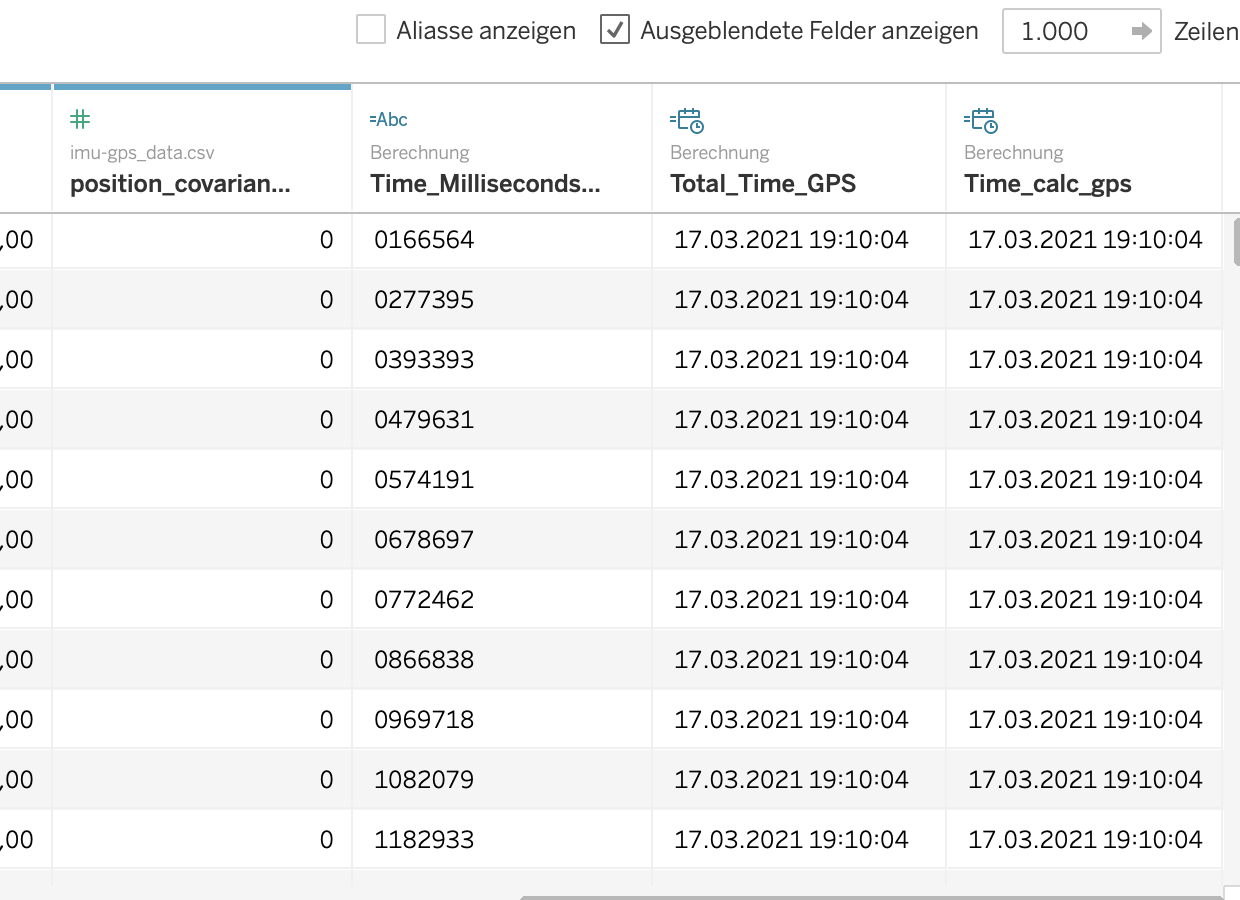 Aliasse anzeigen Ausgeblendete Felder anzeigen 1.000 Zeilen
=Abc
imu-gps_data.csv Berechnung Berechnung Berechnung
position_covarian... Time_Milliseconds... Total_Time_GPS Time_calc_gps
,00 0 0166564 17.03.2021 19:10:04 17.03.2021 19:10:04
,00 0 0277395 17.03.2021 19:10:04 17.03.2021 19:10:04
,00 0 0393393 17.03.2021 19:10:04 17.03.2021 19:10:04
,00 0 0479631 17.03.2021 19:10:04 17.03.2021 19:10:04
,00 0 0574191 17.03.2021 19:10:04 17.03.2021 19:10:04
,00 0 0678697 17.03.2021 19:10:04 17.03.2021 19:10:04
,00 0 0772462 17.03.2021 19:10:04 17.03.2021 19:10:04
,00 0 0866838 17.03.2021 19:10:04 17.03.2021 19:10:04
,00 0 0969718 17.03.2021 19:10:04 17.03.2021 19:10:04
,00 0 1082079 17.03.2021 19:10:04 17.03.2021 19:10:04
,00 0 1182933 17.03.2021 19:10:04 17.03.2021 19:10:04